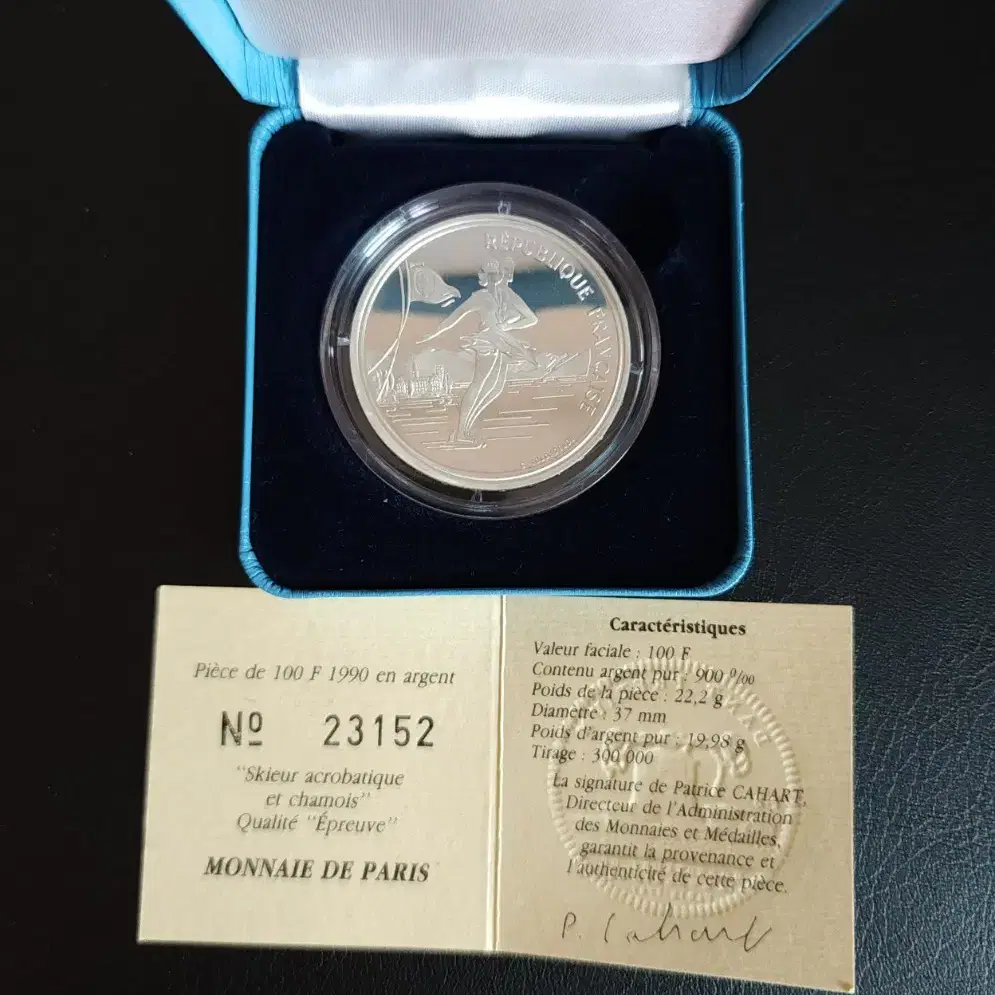 RÉPUBLIQUE FRANÇAISE
Pièce de 100 F 1990 en argent
Nº 23152
"Skieur acrobatique
et chamois"
Qualité "Épreuve"
MONNAIE DE PARIS
Caractéristiques
Valeur faciale : 100 F
Contenu argent pur : 900 ‰
Poids de la pièce : 22,2 g
Diamètre : 37 mm
Poids d'argent pur : 19,98 g
Tirage : 300 000
La signature de Patrice CAHART,
Directeur de l'Administration
des Monnaies et Médailles,
garantit la provenance et
l'authenticité de cette pièce.
P. Cahart